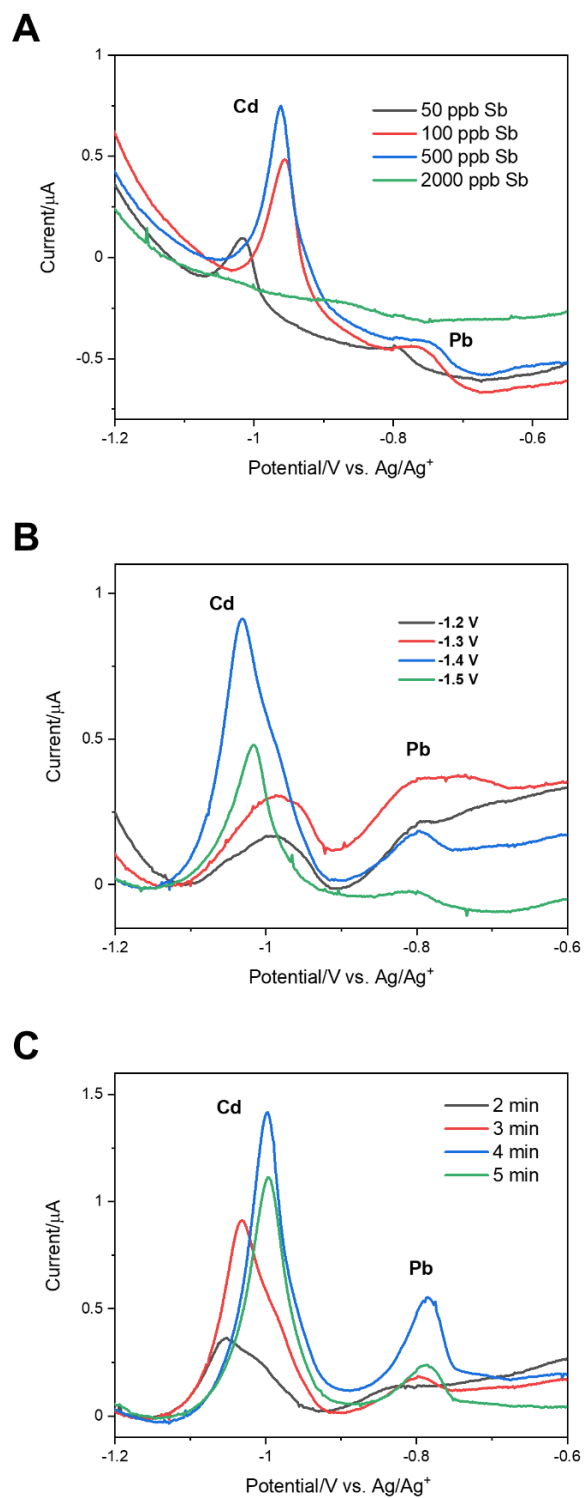 A
Cd
50 ppb Sb
100 ppb Sb
500 ppb Sb
2000 ppb Sb
Pb
1
0.5
0
-0.5
Current/μA
-1.2
-1
-0.8
-0.6
Potential/V vs. Ag/Ag⁺
B
Cd
-1.2 V
-1.3 V
-1.4 V
-1.5 V
Pb
1
0.5
0
Current/μA
-1.2
-1
-0.8
-0.6
Potential/V vs. Ag/Ag⁺
C
Cd
2 min
3 min
4 min
5 min
Pb
1.5
1
0.5
0
Current/μA
-1.2
-1
-0.8
-0.6
Potential/V vs. Ag/Ag⁺